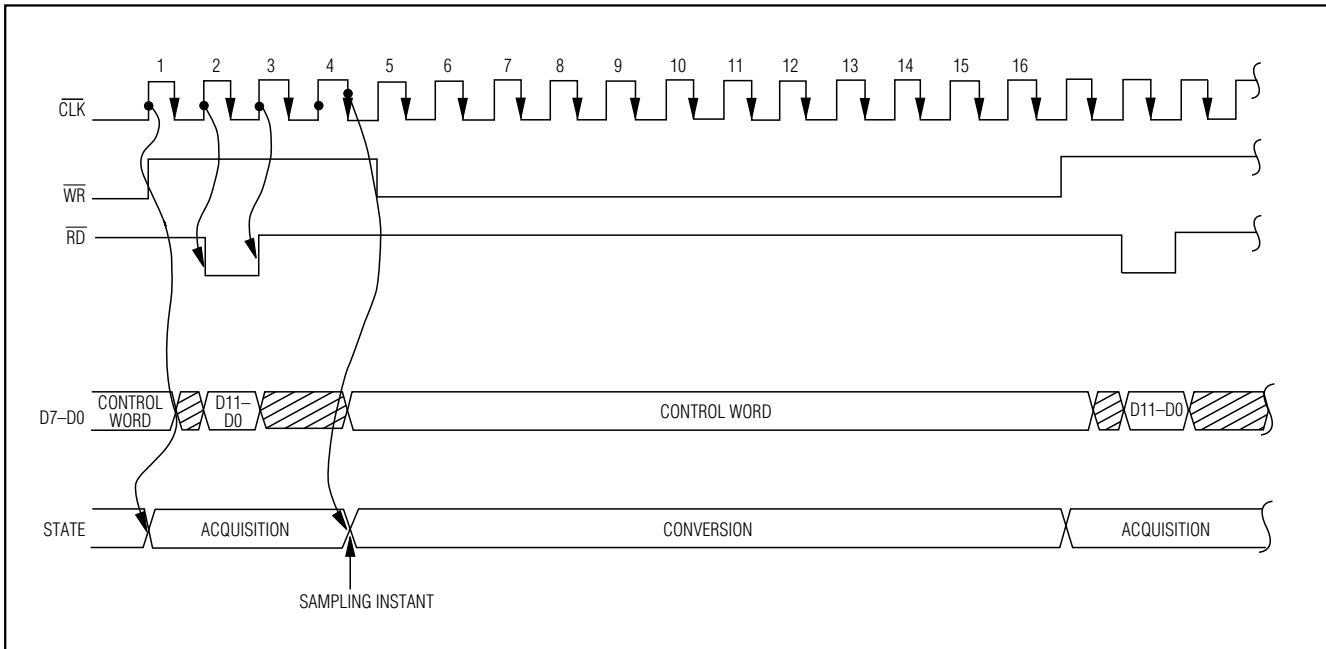 1 2 3 4 5 6 7 8 9 10 11 12 13 14 15 16
CLK
WR
RD
D7–D0
CONTROL
WORD
D11–
D0
CONTROL WORD
D11–D0
STATE
ACQUISITION
CONVERSION
ACQUISITION
SAMPLING INSTANT